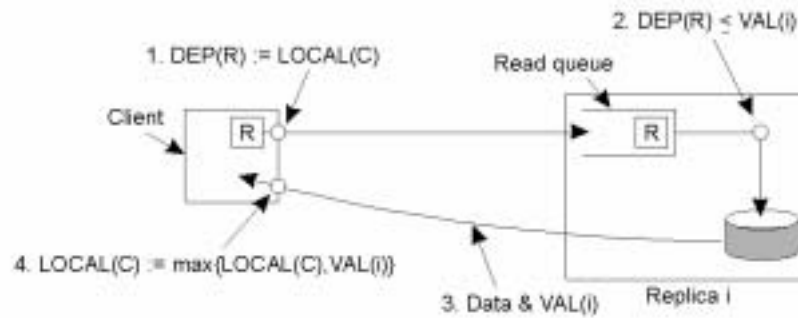 2. DEP(R) ≤ VAL(i)
1. DEP(R) := LOCAL(C)
Read queue
Client
R
R
4. LOCAL(C) := max{LOCAL(C),VAL(i)}
3. Data & VAL(i)
Replica i